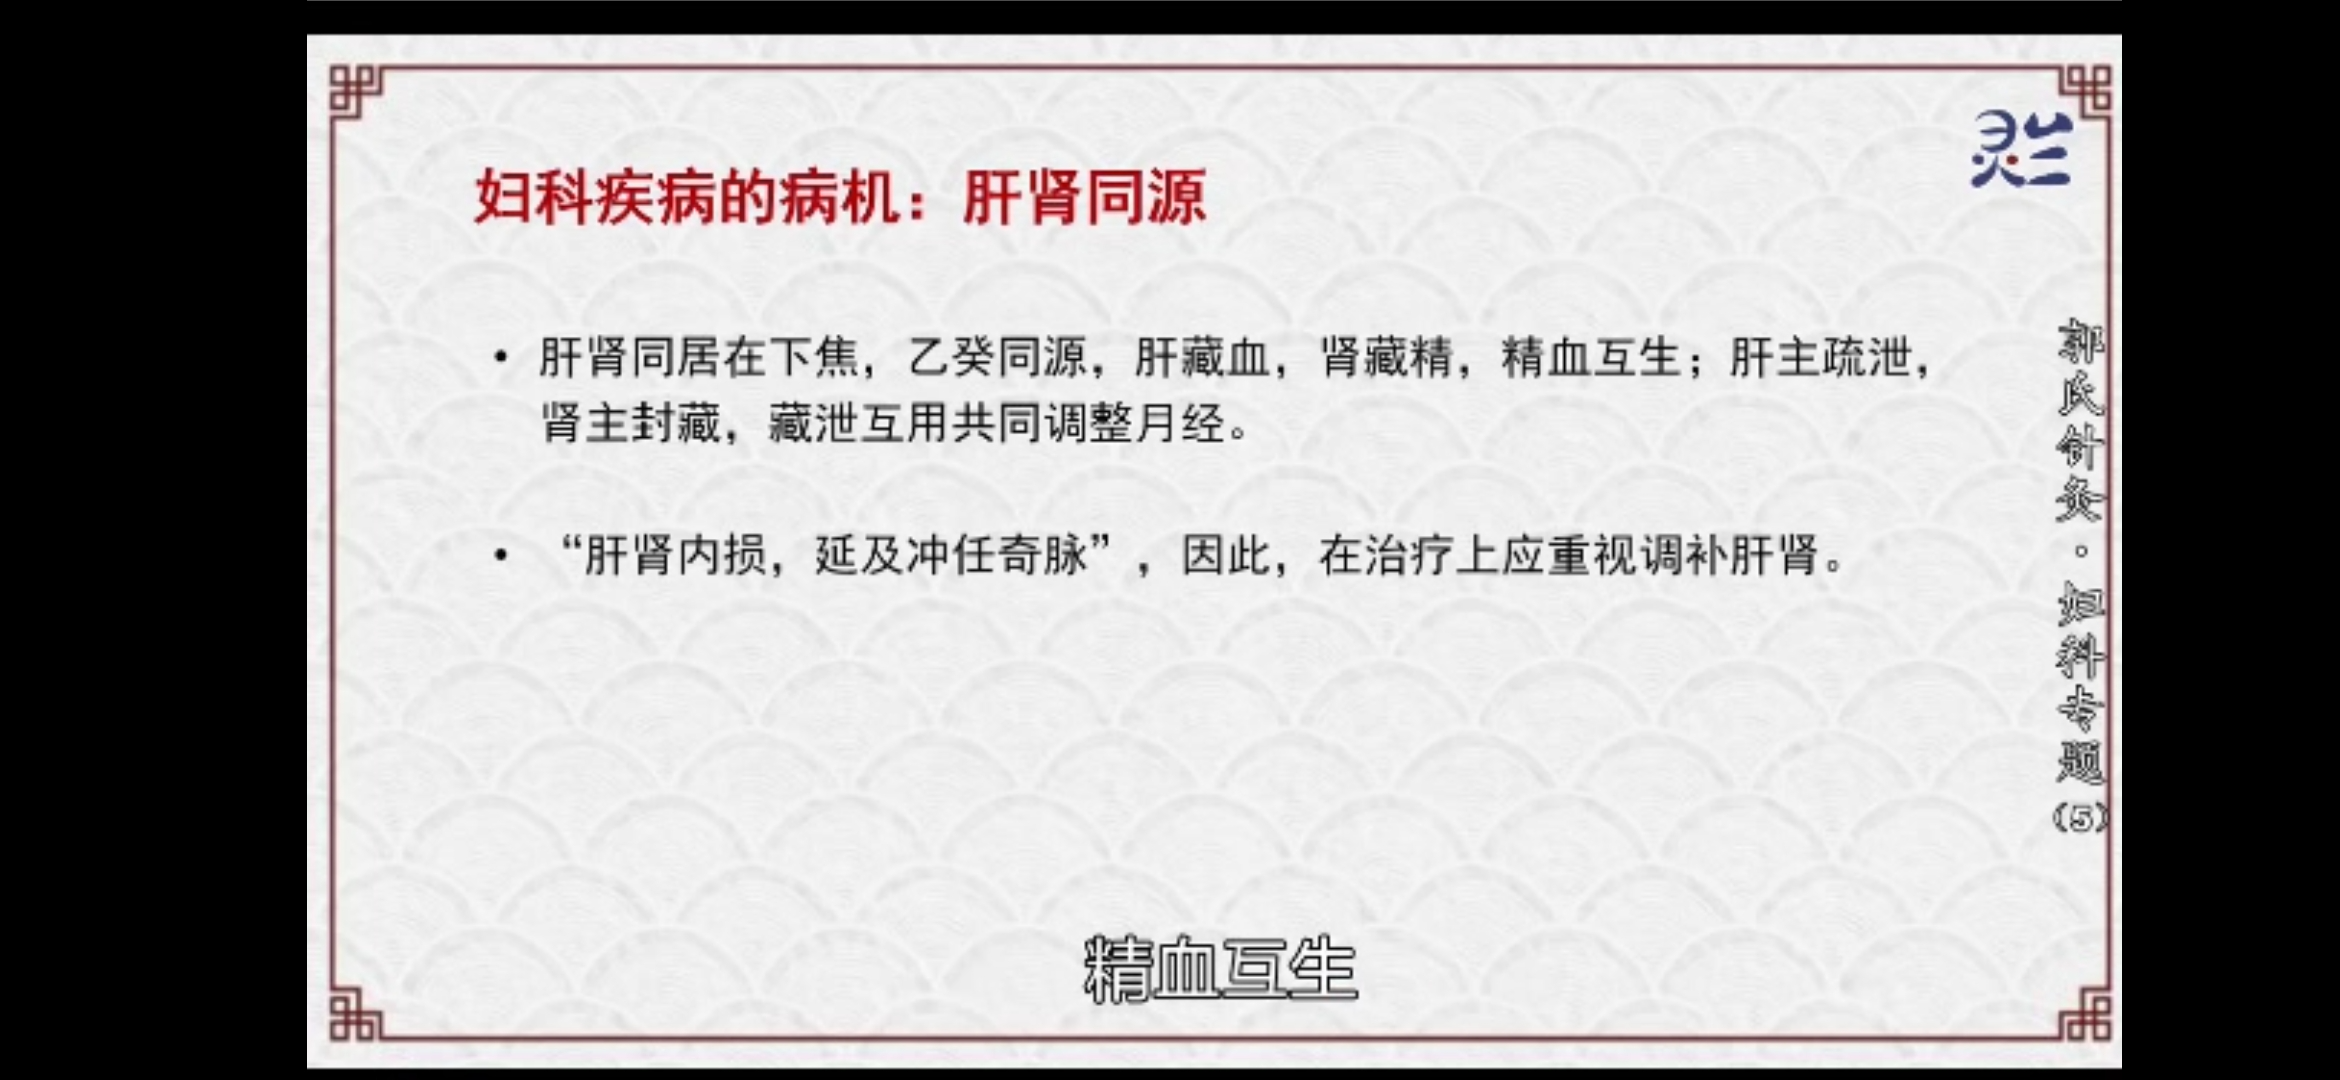 妇科疾病的病机：肝肾同源
• 肝肾同居在下焦，乙癸同源，肝藏血，肾藏精，精血互生；肝主疏泄，
肾主封藏，藏泄互用共同调整月经。
• “肝肾内损，延及冲任奇脉”，因此，在治疗上应重视调补肝肾。
郭氏针灸·妇科专题(5)
精血互生